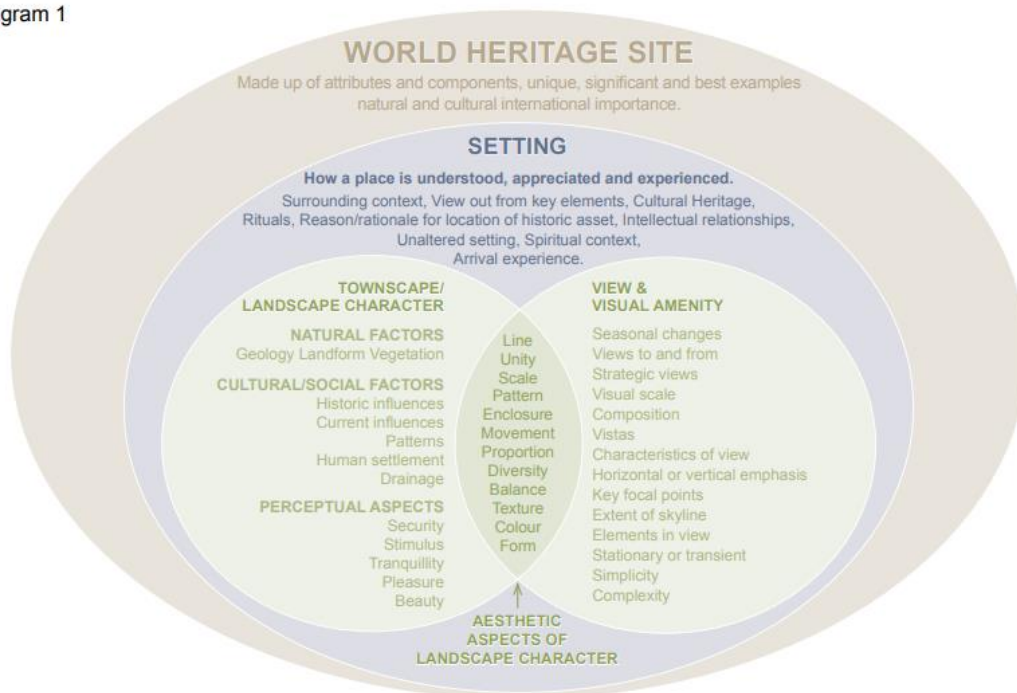 gram 1
WORLD HERITAGE SITE
Made up of attributes and components, unique, significant and best examples
natural and cultural international importance.
SETTING
How a place is understood, appreciated and experienced.
Surrounding context, View out from key elements, Cultural Heritage,
Rituals, Reason/rationale for location of historic asset, Intellectual relationships,
Unaltered setting, Spiritual context,
Arrival experience.
TOWNSCAPE/
LANDSCAPE CHARACTER
NATURAL FACTORS
Geology Landform Vegetation
CULTURAL/SOCIAL FACTORS
Historic influences
Current influences
Patterns
Human settlement
Drainage
PERCEPTUAL ASPECTS
Security
Stimulus
Tranquillity
Pleasure
Beauty
Line
Unity
Scale
Pattern
Enclosure
Movement
Proportion
Diversity
Balance
Texture
Colour
Form
VIEW &
VISUAL AMENITY
Seasonal changes
Views to and from
Strategic views
Visual scale
Composition
Vistas
Characteristics of view
Horizontal or vertical emphasis
Key focal points
Extent of skyline
Elements in view
Stationary or transient
Simplicity
Complexity
AESTHETIC
ASPECTS OF
LANDSCAPE CHARACTER